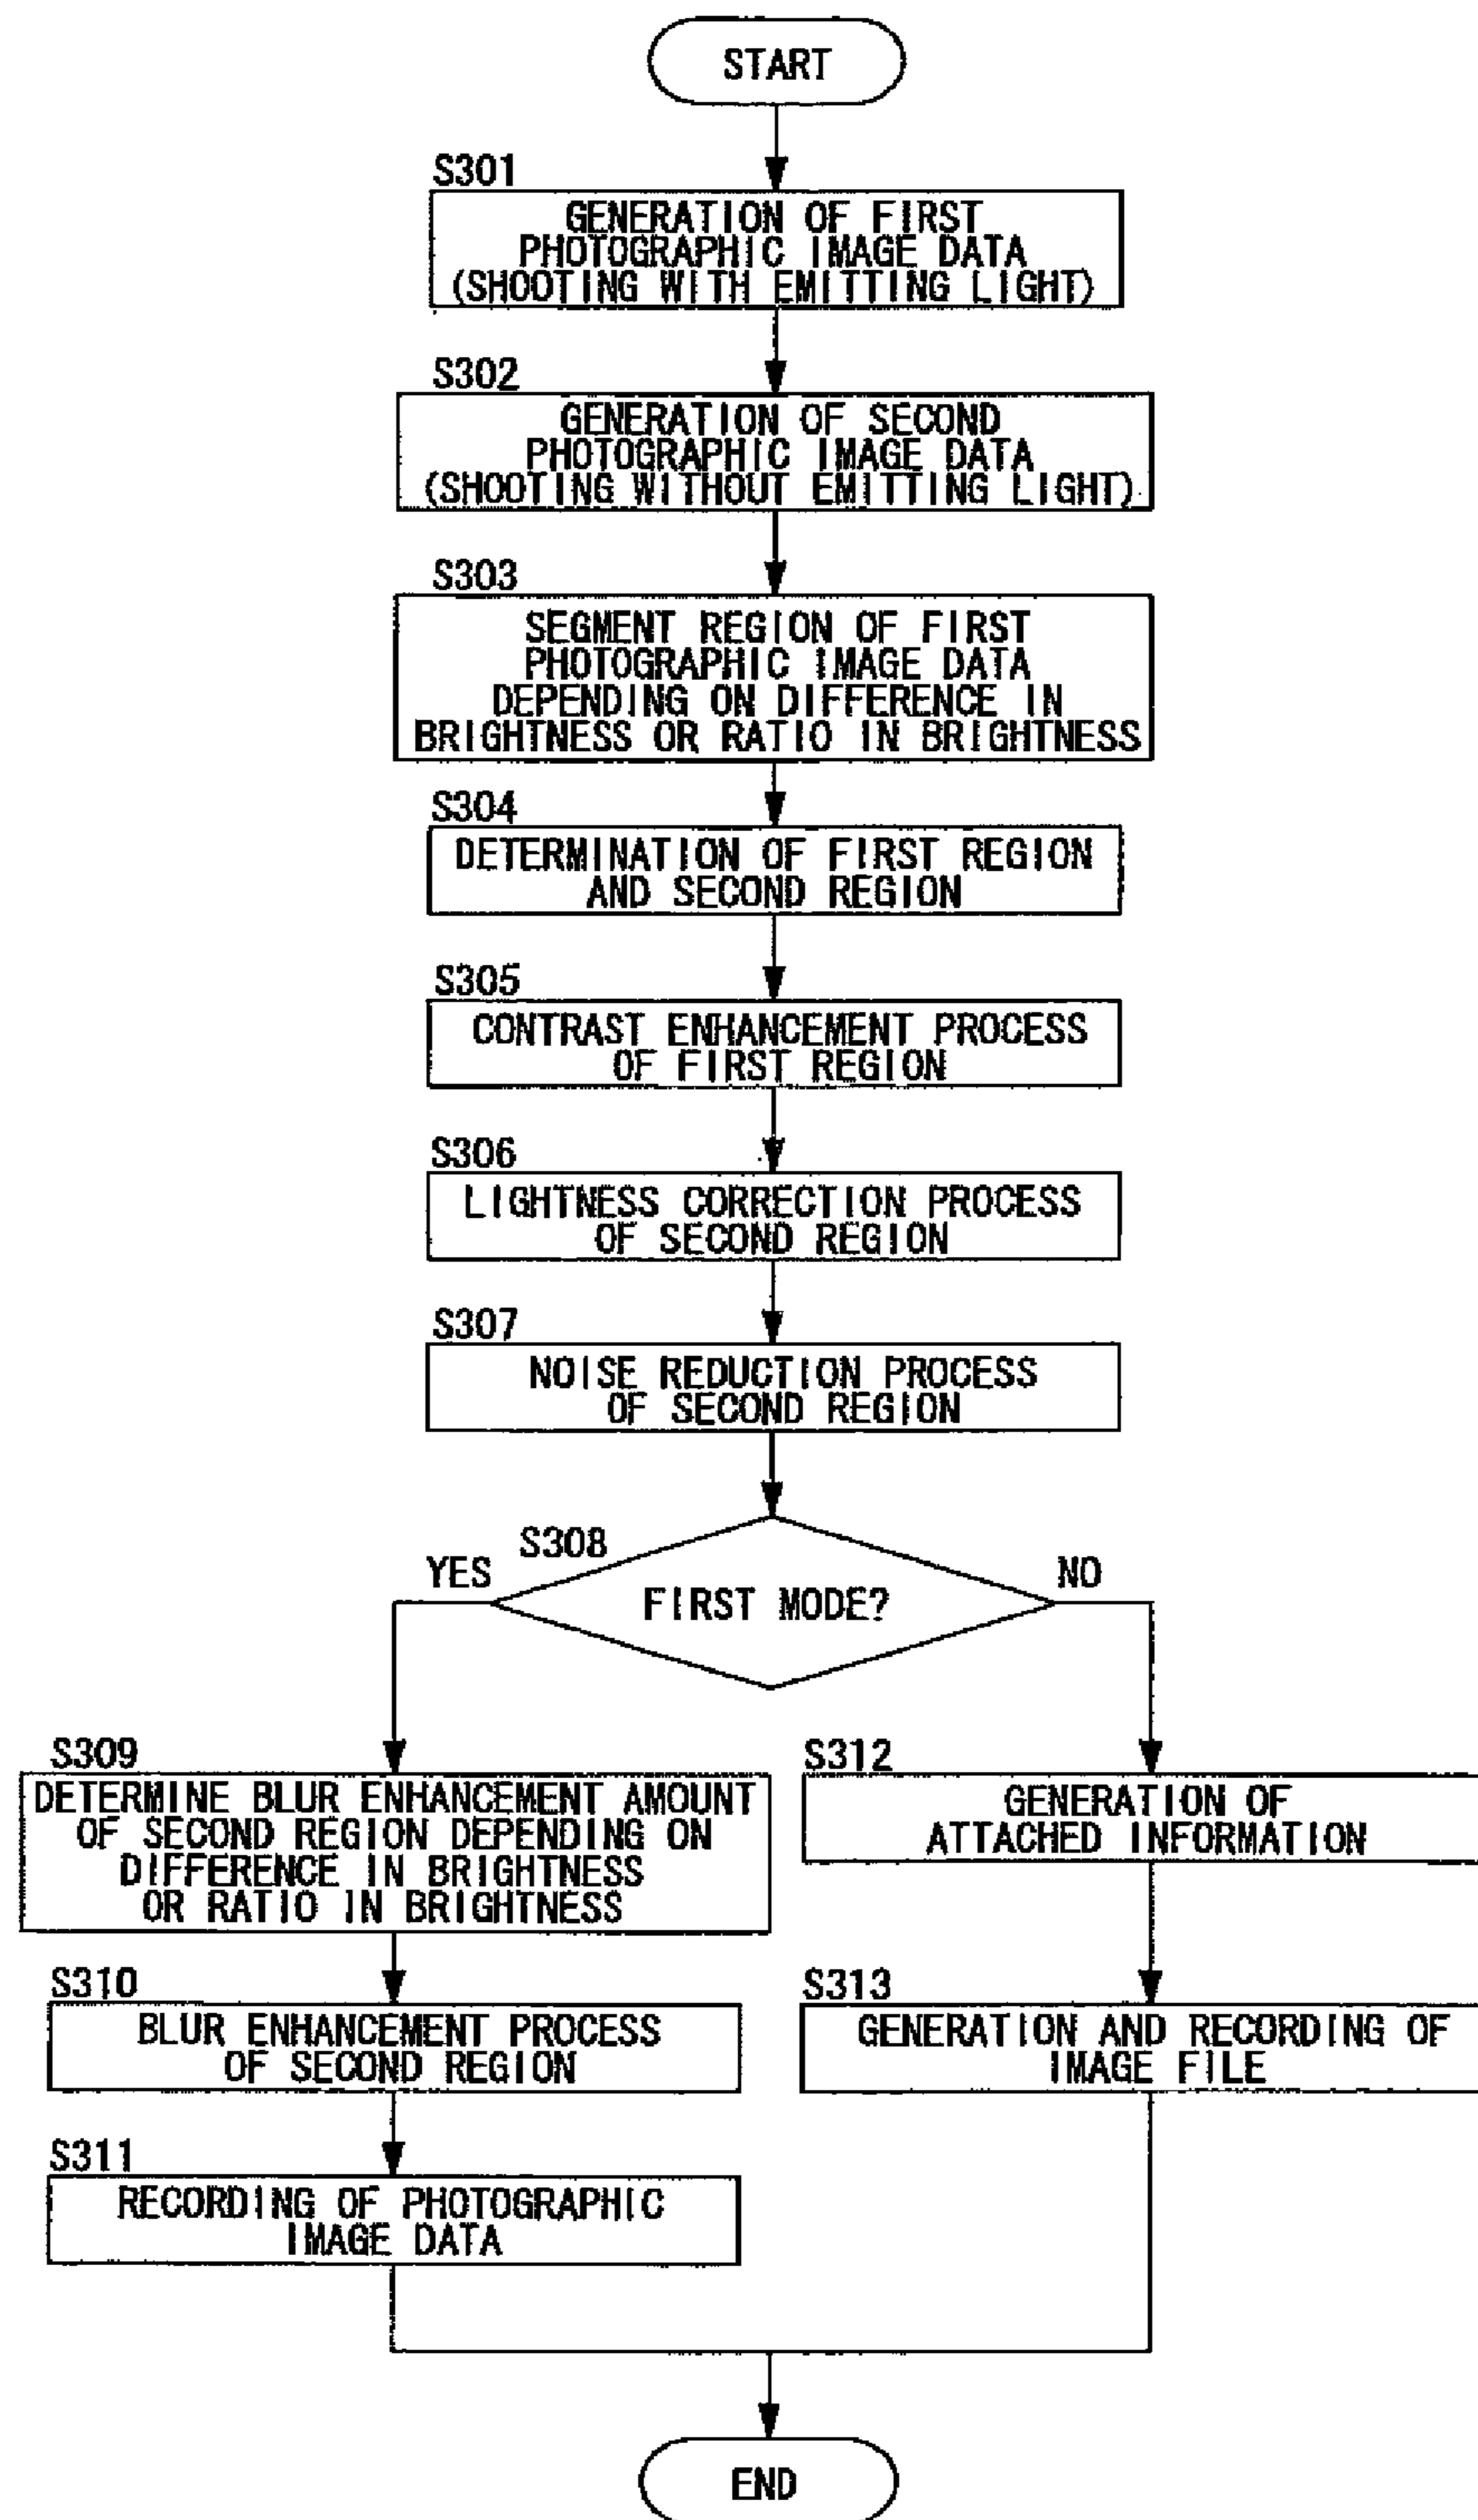 START
S301
GENERATION OF FIRST
PHOTOGRAPHIC IMAGE DATA
(SHOOTING WITH EMITTING LIGHT)
S302
GENERATION OF SECOND
PHOTOGRAPHIC IMAGE DATA
(SHOOTING WITHOUT EMITTING LIGHT)
S303
SEGMENT REGION OF FIRST
PHOTOGRAPHIC IMAGE DATA
DEPENDING ON DIFFERENCE IN
BRIGHTNESS OR RATIO IN BRIGHTNESS
S304
DETERMINATION OF FIRST REGION
AND SECOND REGION
S305
CONTRAST ENHANCEMENT PROCESS
OF FIRST REGION
S306
LIGHTNESS CORRECTION PROCESS
OF SECOND REGION
S307
NOISE REDUCTION PROCESS
OF SECOND REGION
S308
FIRST MODE?
YES
NO
S309
DETERMINE BLUR ENHANCEMENT AMOUNT
OF SECOND REGION DEPENDING ON
DIFFERENCE IN BRIGHTNESS
OR RATIO IN BRIGHTNESS
S310
BLUR ENHANCEMENT PROCESS
OF SECOND REGION
S311
RECORDING OF PHOTOGRAPHIC
IMAGE DATA
S312
GENERATION OF
ATTACHED INFORMATION
S313
GENERATION AND RECORDING OF
IMAGE FILE
END